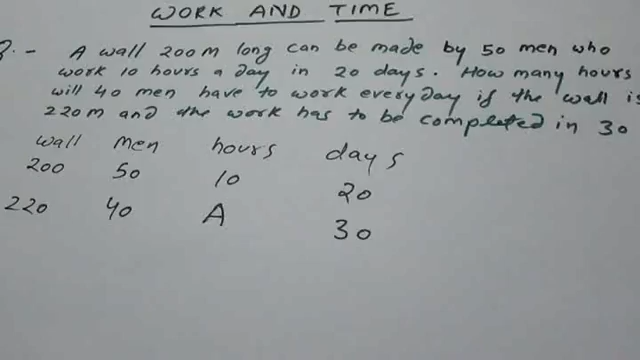 WORK AND TIME
Q.- A wall 200m long can be made by 50 men who
work 10 hours a day in 20 days. How many hours
will 40 men have to work everyday if the wall is
220m and the work has to be completed in 30
wall men hours days
200 50 10 20
220 40 A 30